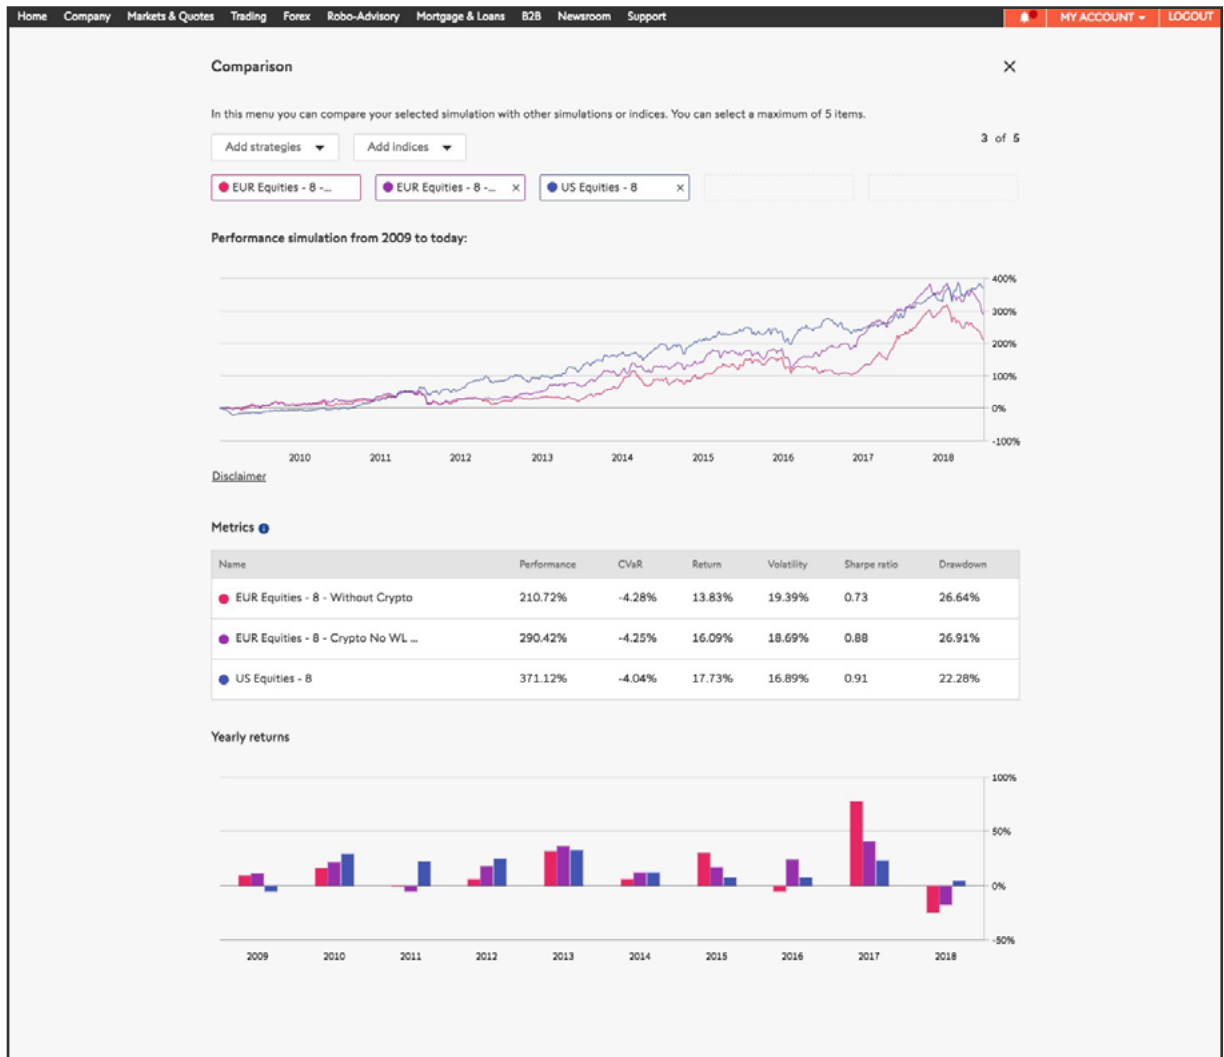 Home Company Markets & Quotes Trading Forex Robo-Advisory Mortgage & Loans B2B Newsroom Support MY ACCOUNT LOGOUT
Comparison
In this menu you can compare your selected simulation with other simulations or indices. You can select a maximum of 5 items.
Add strategies Add indices 3 of 5
EUR Equities - 8 -... EUR Equities - 8 -... US Equities - 8
Performance simulation from 2009 to today:
400%
300%
200%
100%
0%
-100%
2010 2011 2012 2013 2014 2015 2016 2017 2018
Disclaimer
Metrics
Name Performance CVaR Return Volatility Sharpe ratio Drawdown
EUR Equities - 8 - Without Crypto 210.72% -4.28% 13.83% 19.39% 0.73 26.64%
EUR Equities - 8 - Crypto No WL ... 290.42% -4.25% 16.09% 18.69% 0.88 26.91%
US Equities - 8 371.12% -4.04% 17.73% 16.89% 0.91 22.28%
Yearly returns
100%
50%
0%
-50%
2009 2010 2011 2012 2013 2014 2015 2016 2017 2018